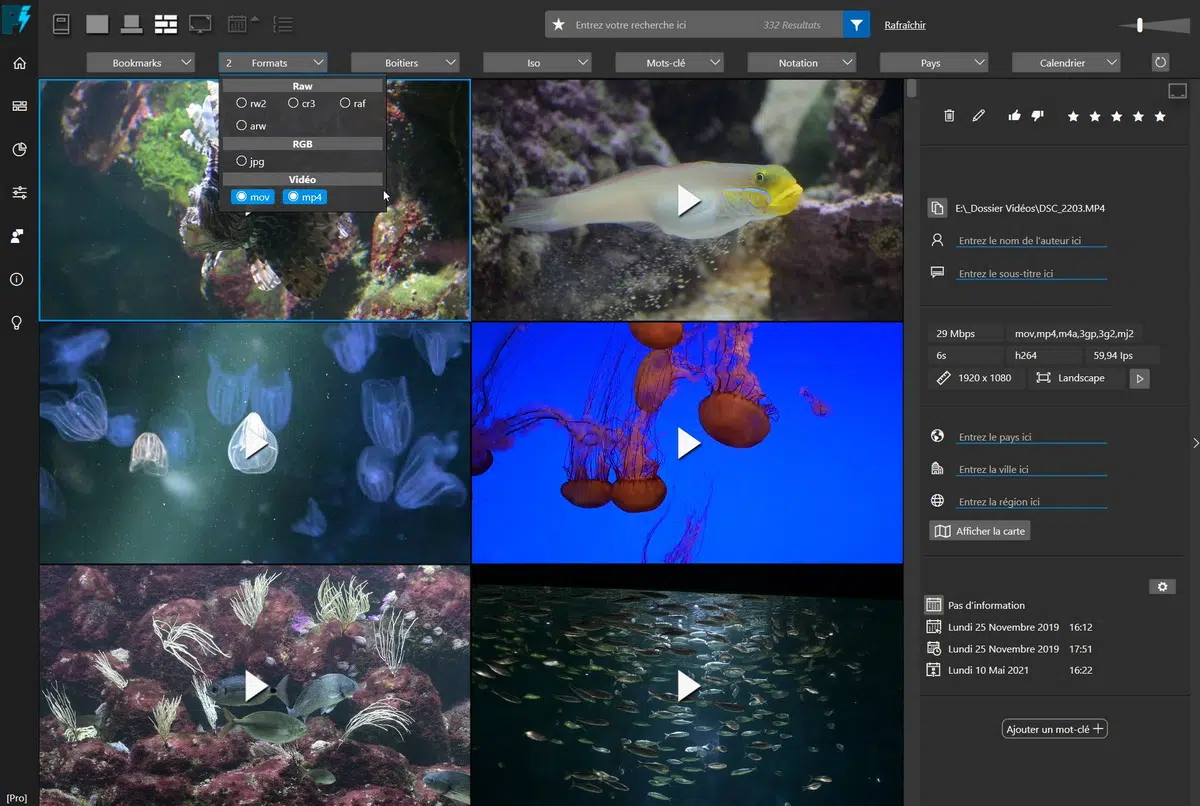 Entrez votre recherche ici 332 Resultats Rafraîchir
Bookmarks 2 Formats Boitiers Iso Mots-clé Notation Pays Calendrier
Raw
rw2 cr3 raf
arw
RGB
jpg
Vidéo
mov mp4
E:\_Dossier Vidéos\DSC_2203.MP4
Entrez le nom de l'auteur ici
Entrez le sous-titre ici
29 Mbps mov,mp4,m4a,3gp,3g2,mj2
6s h264 59,94 Ips
1920 x 1080 Landscape
Entrez le pays ici
Entrez la ville ici
Entrez la région ici
Afficher la carte
Pas d'information
Lundi 25 Novembre 2019 16:12
Lundi 25 Novembre 2019 17:51
Lundi 10 Mai 2021 16:22
Ajouter un mot-clé
[Pro]